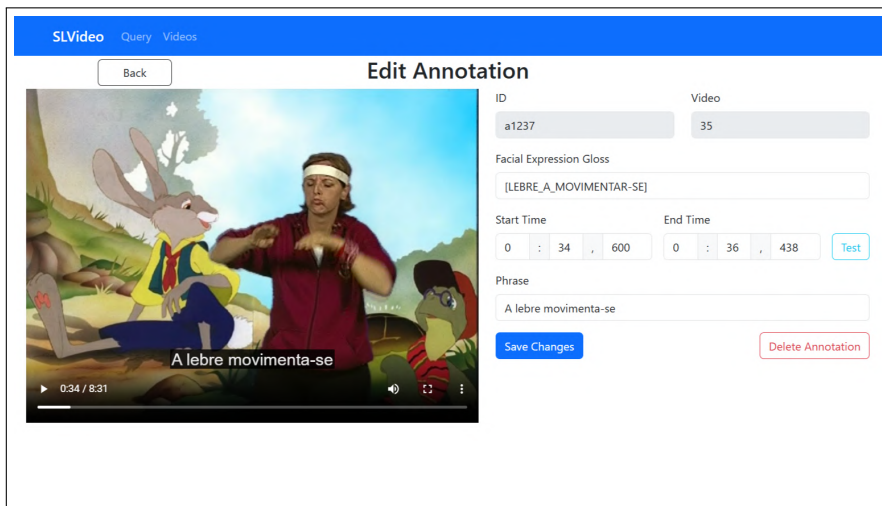 SLVideo Query Videos
Back
Edit Annotation
ID
Video
a1237
35
Facial Expression Gloss
[LEBRE_A_MOVIMENTAR-SE]
Start Time
End Time
0 : 34 , 600
0 : 36 , 438
Test
Phrase
A lebre movimenta-se
Save Changes
Delete Annotation
A lebre movimenta-se
0:34 / 8:31